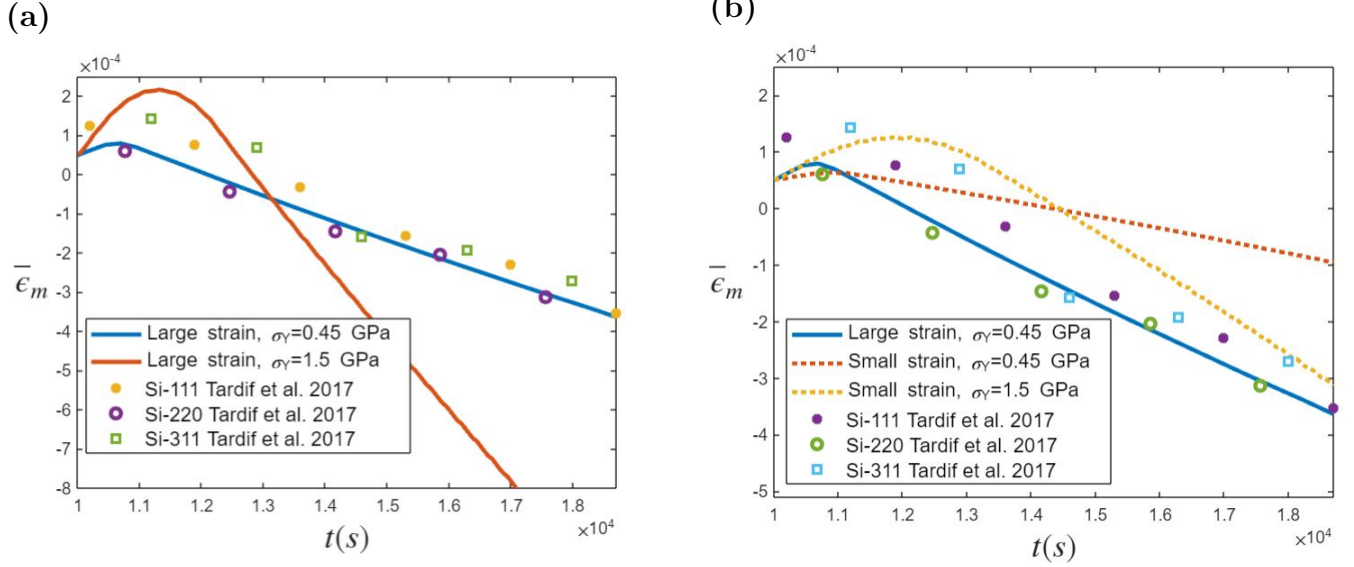 (a)
×10⁻⁴
2
1
0
-1
-2
-3
-4
-5
-6
-7
-8
ϵ̄ₘ
Large strain, σY=0.45 GPa
Large strain, σY=1.5 GPa
Si-111 Tardif et al. 2017
Si-220 Tardif et al. 2017
Si-311 Tardif et al. 2017
1 1.1 1.2 1.3 1.4 1.5 1.6 1.7 1.8
×10⁴
t(s)
(b)
×10⁻⁴
2
1
0
-1
-2
-3
-4
-5
ϵ̄ₘ
Large strain, σY=0.45 GPa
Small strain, σY=0.45 GPa
Small strain, σY=1.5 GPa
Si-111 Tardif et al. 2017
Si-220 Tardif et al. 2017
Si-311 Tardif et al. 2017
1 1.1 1.2 1.3 1.4 1.5 1.6 1.7 1.8
×10⁴
t(s)